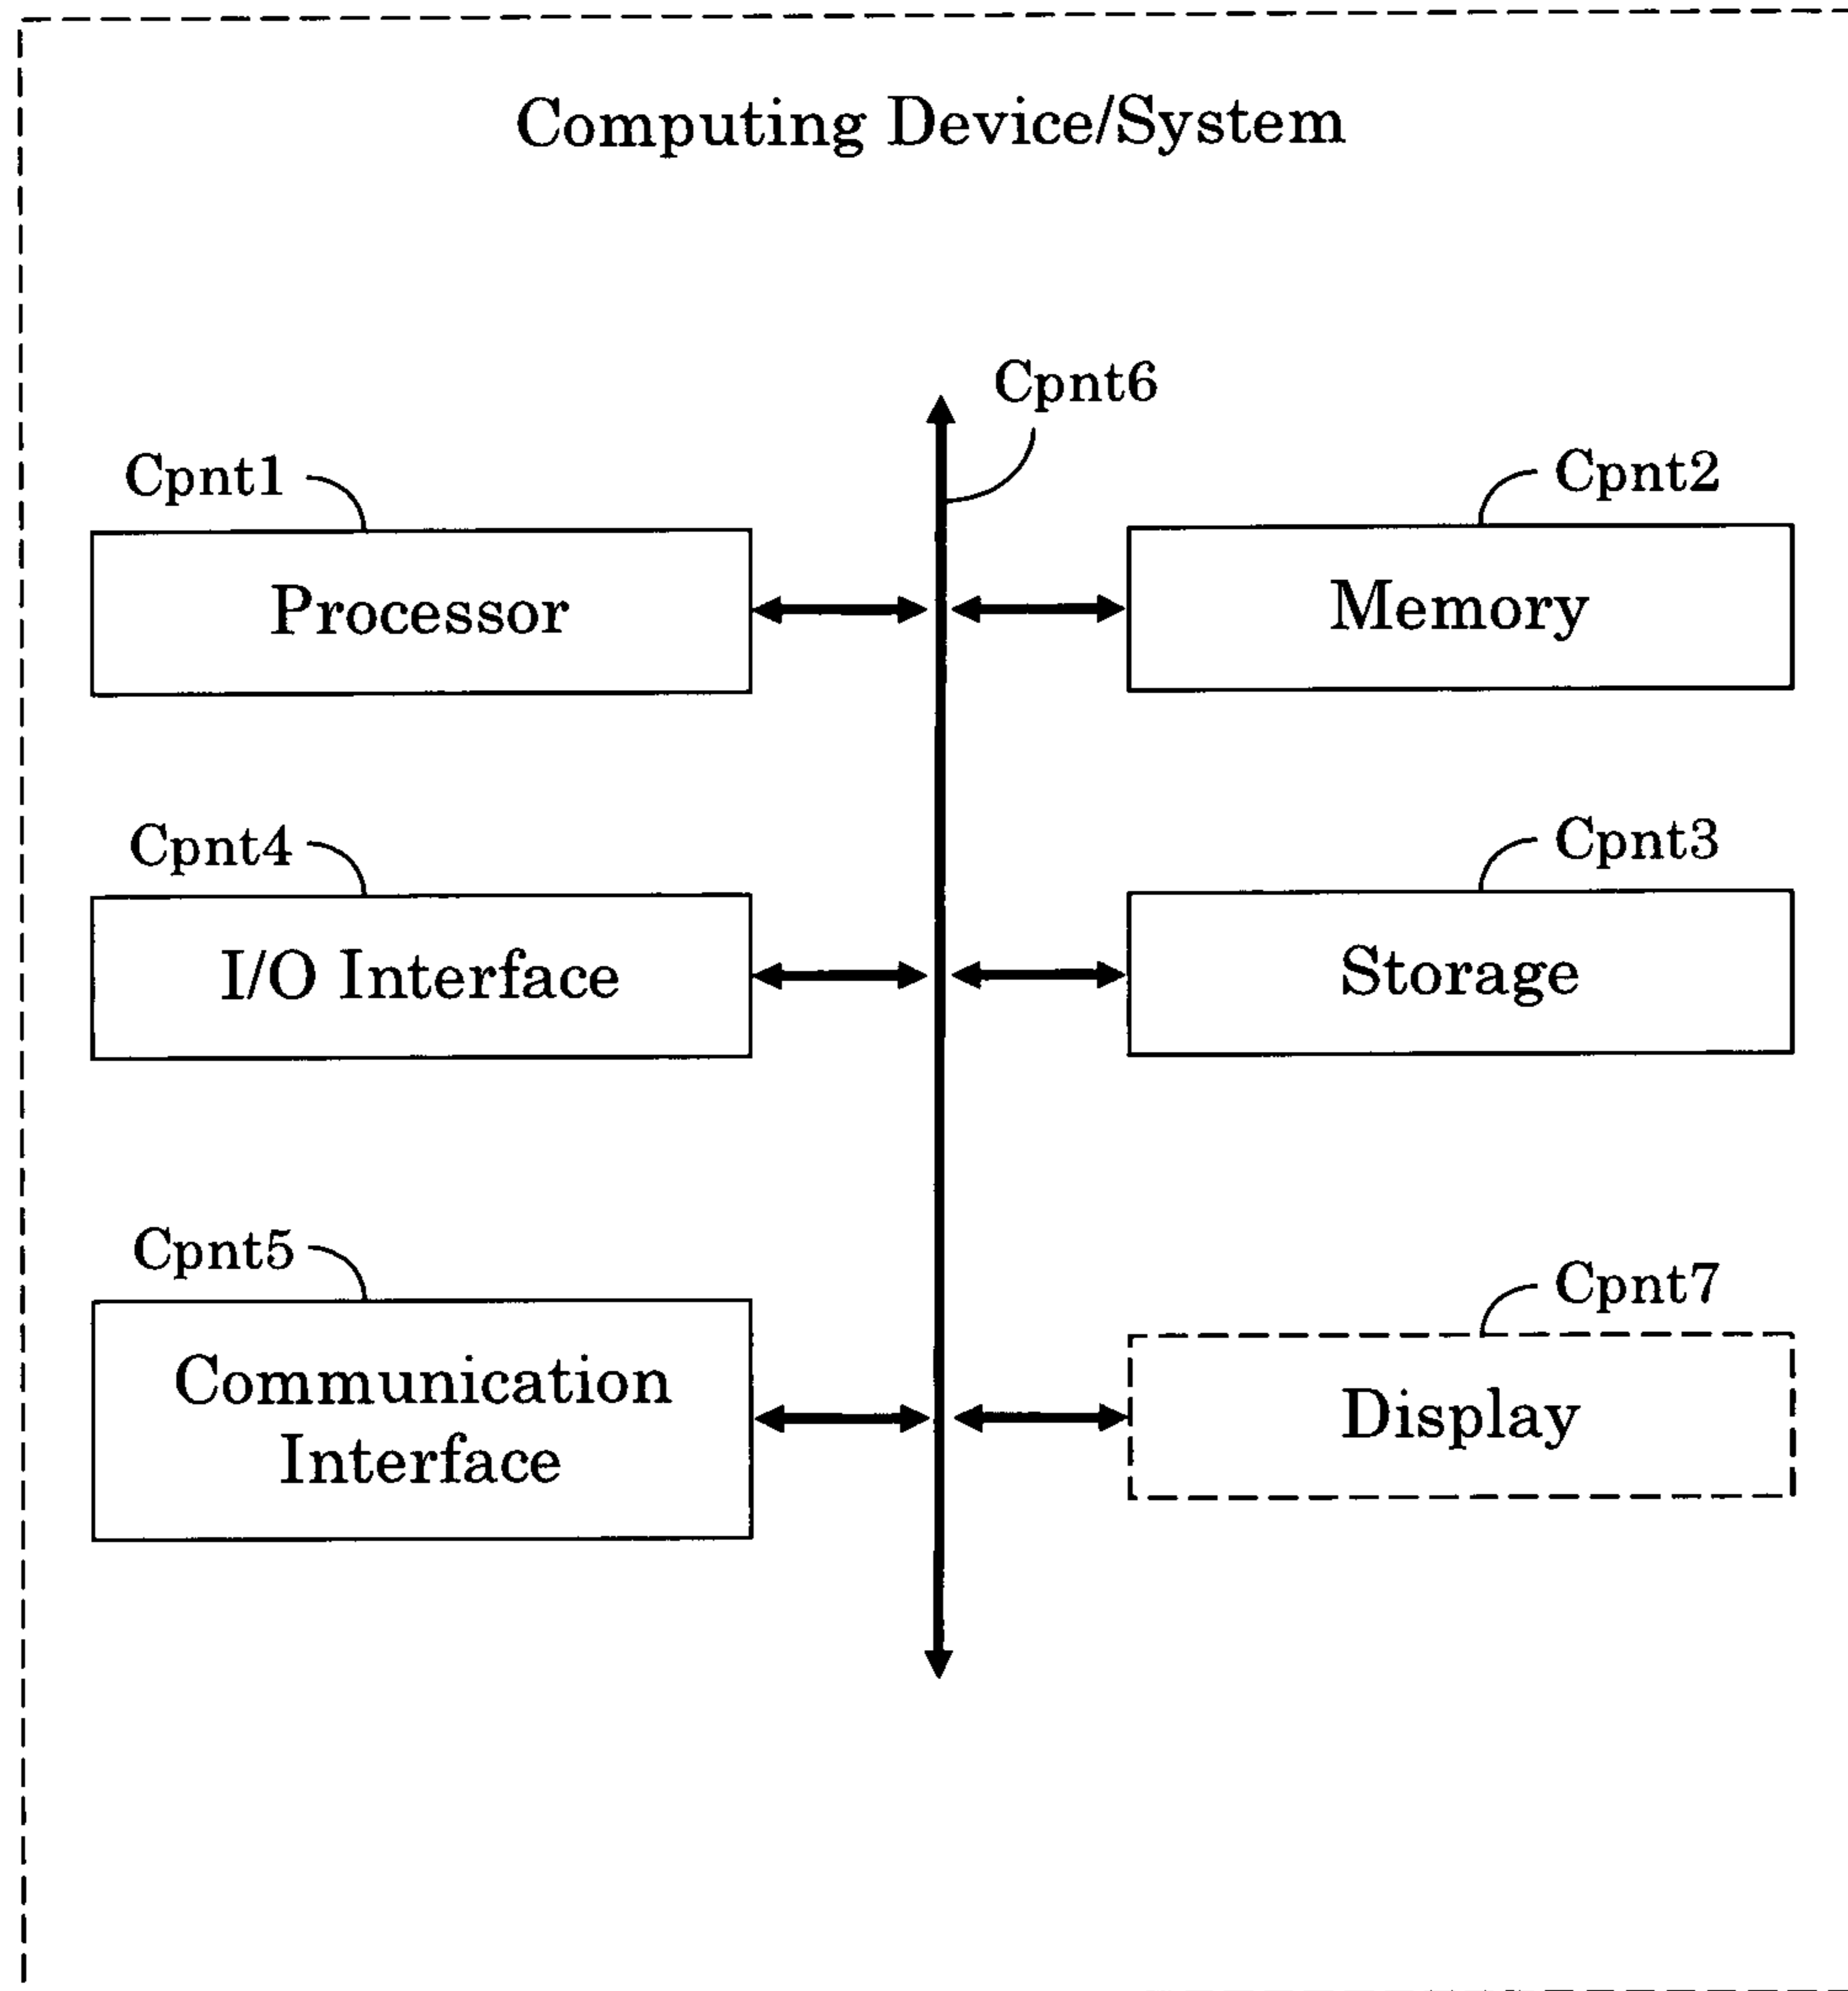 Computing Device/System
Cpnt6
Cpnt1
Processor
Cpnt2
Memory
Cpnt4
I/O Interface
Cpnt3
Storage
Cpnt5
Communication
Interface
Cpnt7
Display